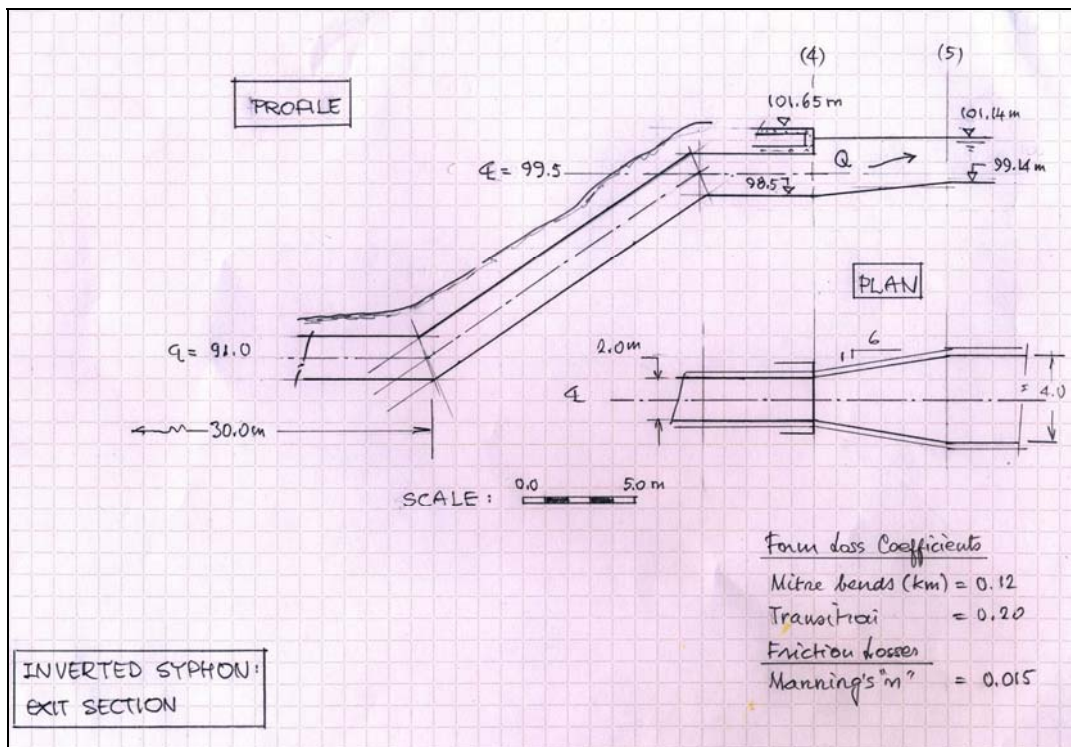 (4)
(5)
PROFILE
101.65 m
101.14 m
℄ = 99.5
Q
99.14 m
98.5
PLAN
6
1
2.0 m
℄ = 91.0
℄
4.0
30.0 m
0.0 5.0 m
SCALE :
Form Loss Coefficients
Mitre bends (km) = 0.12
Transition = 0.20
Friction Losses
Manning's "n" = 0.015
INVERTED SYPHON:
EXIT SECTION